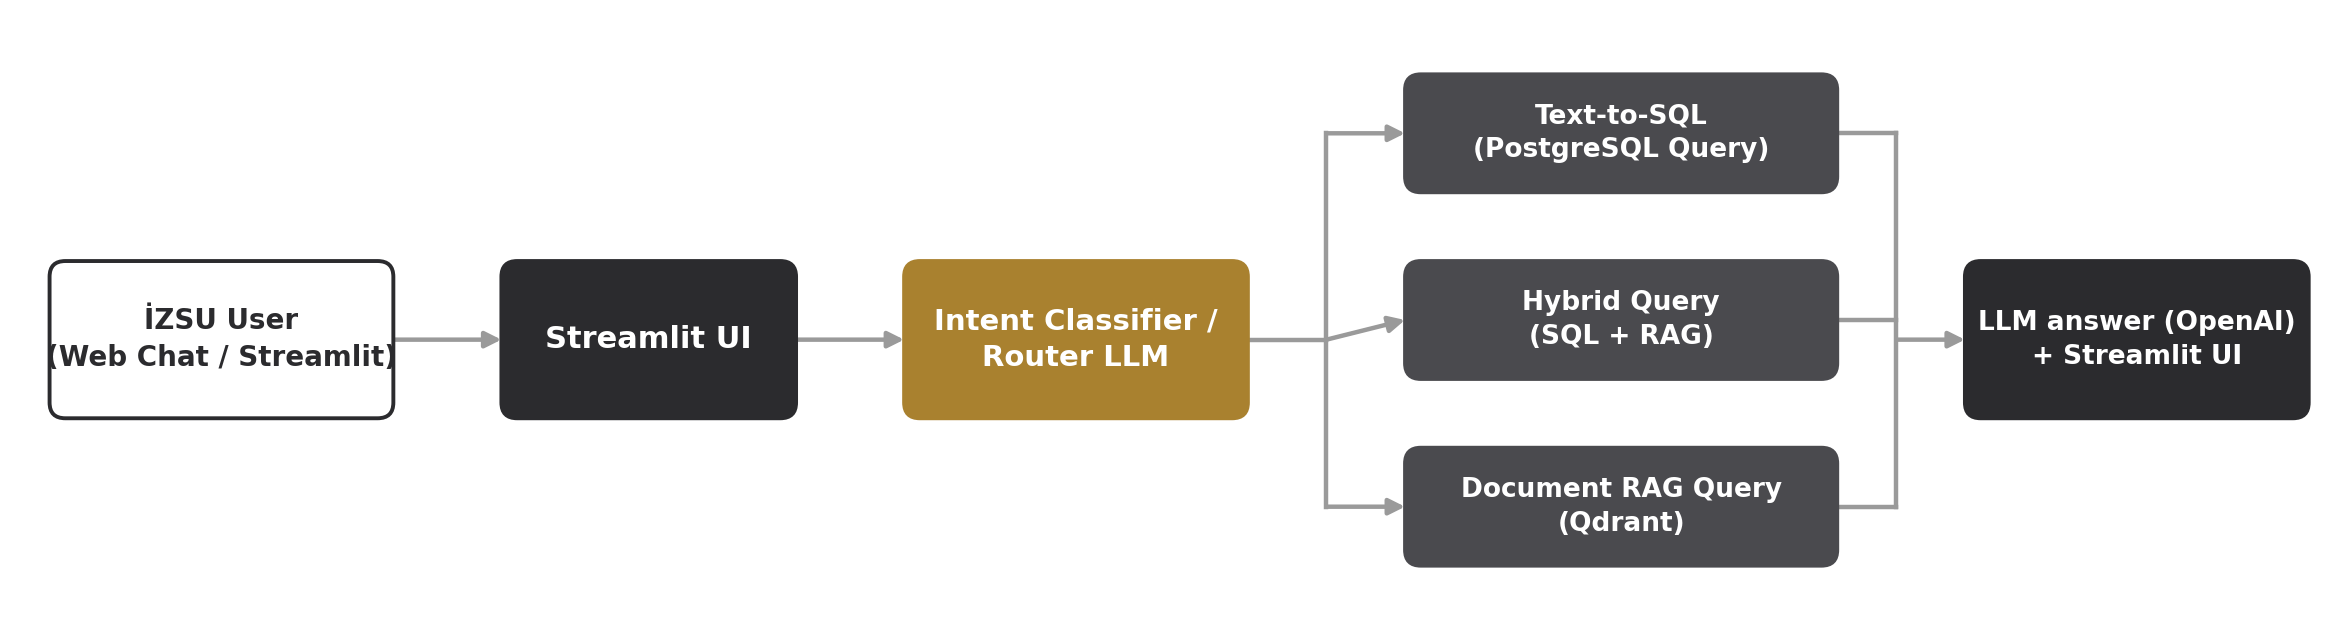 İZSU User
(Web Chat / Streamlit)
Streamlit UI
Intent Classifier /
Router LLM
Text-to-SQL
(PostgreSQL Query)
Hybrid Query
(SQL + RAG)
Document RAG Query
(Qdrant)
LLM answer (OpenAI)
+ Streamlit UI